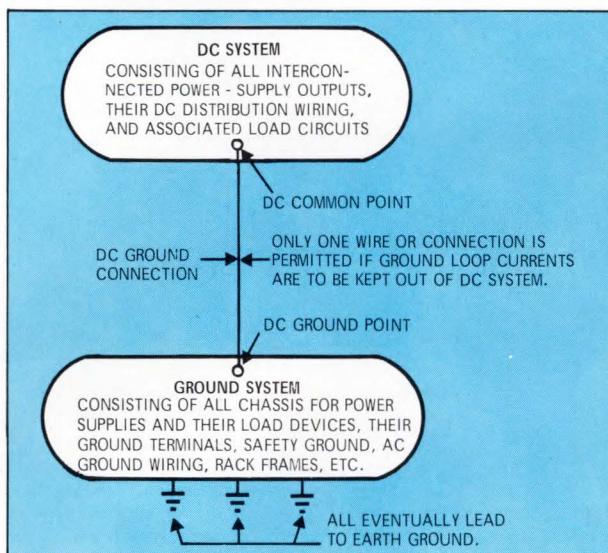 DC SYSTEM
CONSISTING OF ALL INTERCON-
NECTED POWER - SUPPLY OUTPUTS,
THEIR DC DISTRIBUTION WIRING,
AND ASSOCIATED LOAD CIRCUITS
DC COMMON POINT
DC GROUND
CONNECTION
ONLY ONE WIRE OR CONNECTION IS
PERMITTED IF GROUND LOOP CURRENTS
ARE TO BE KEPT OUT OF DC SYSTEM.
DC GROUND POINT
GROUND SYSTEM
CONSISTING OF ALL CHASSIS FOR POWER
SUPPLIES AND THEIR LOAD DEVICES, THEIR
GROUND TERMINALS, SAFETY GROUND, AC
GROUND WIRING, RACK FRAMES, ETC.
ALL EVENTUALLY LEAD
TO EARTH GROUND.